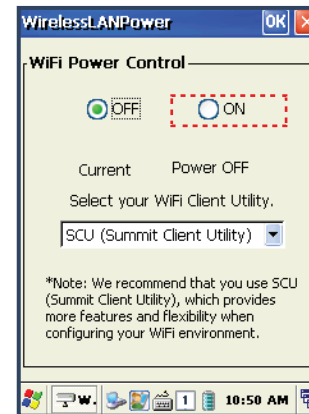 WirelessLANPower OK
WiFi Power Control
OFF ON
Current Power OFF
Select your WiFi Client Utility.
SCU (Summit Client Utility)
*Note: We recommend that you use SCU
(Summit Client Utility), which provides
more features and flexibility when
configuring your WiFi environment.
W. 1 10:50 AM